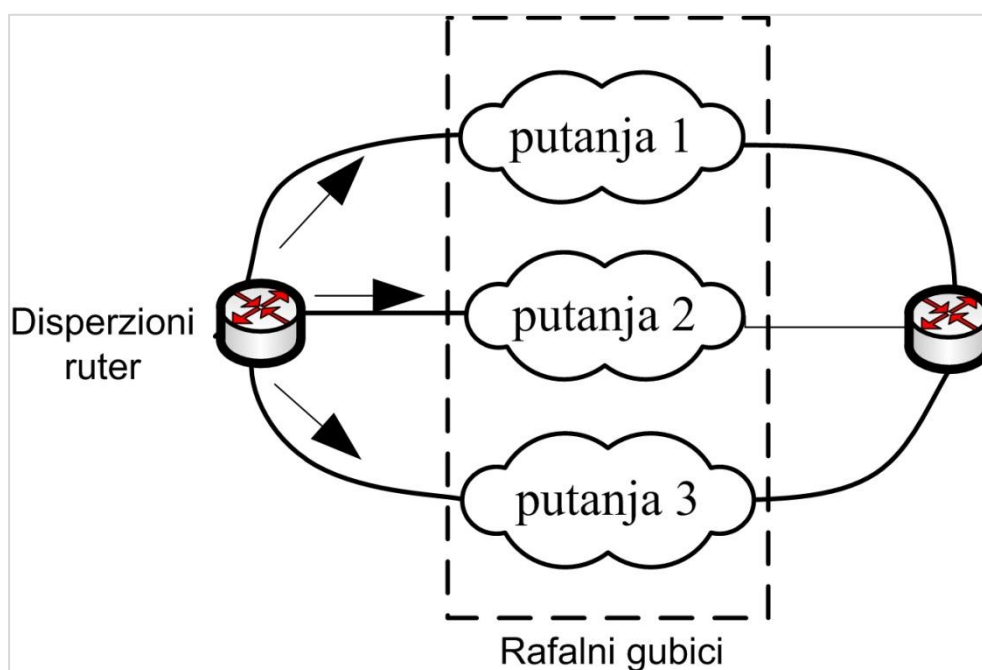 putanja 1
Disperzioni
ruter
putanja 2
putanja 3
Rafalni gubici